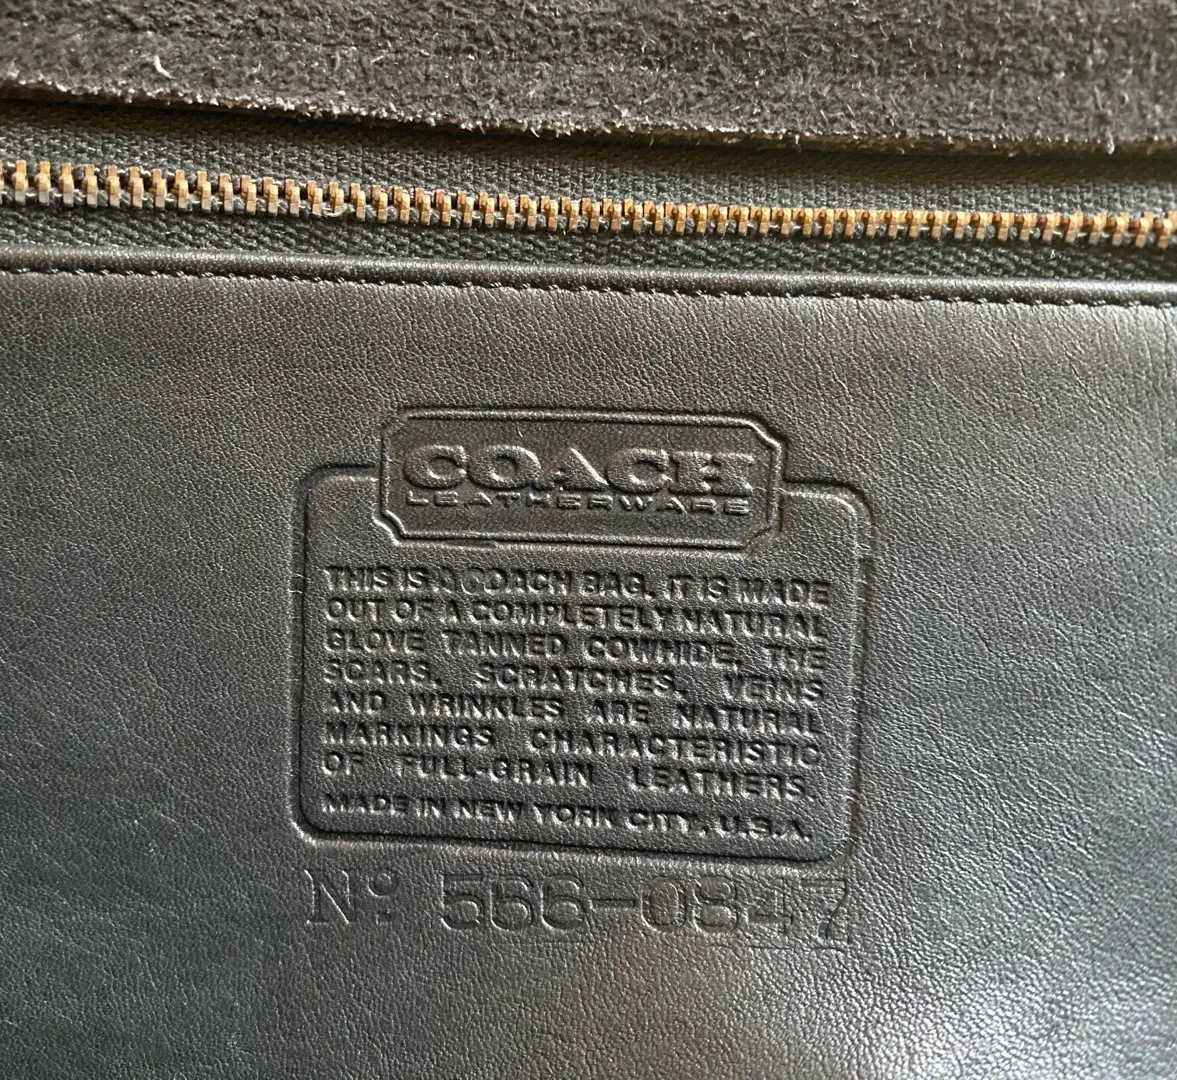 COACH
LEATHERWARE
THIS IS A COACH BAG. IT IS MADE
OUT OF A COMPLETELY NATURAL
GLOVE TANNED COWHIDE, THE
SCARS, SCRATCHES, VEINS
AND WRINKLES ARE NATURAL
MARKINGS CHARACTERISTIC
OF FULL-GRAIN LEATHERS.
MADE IN NEW YORK CITY, U.S.A.
Nº 566-0847